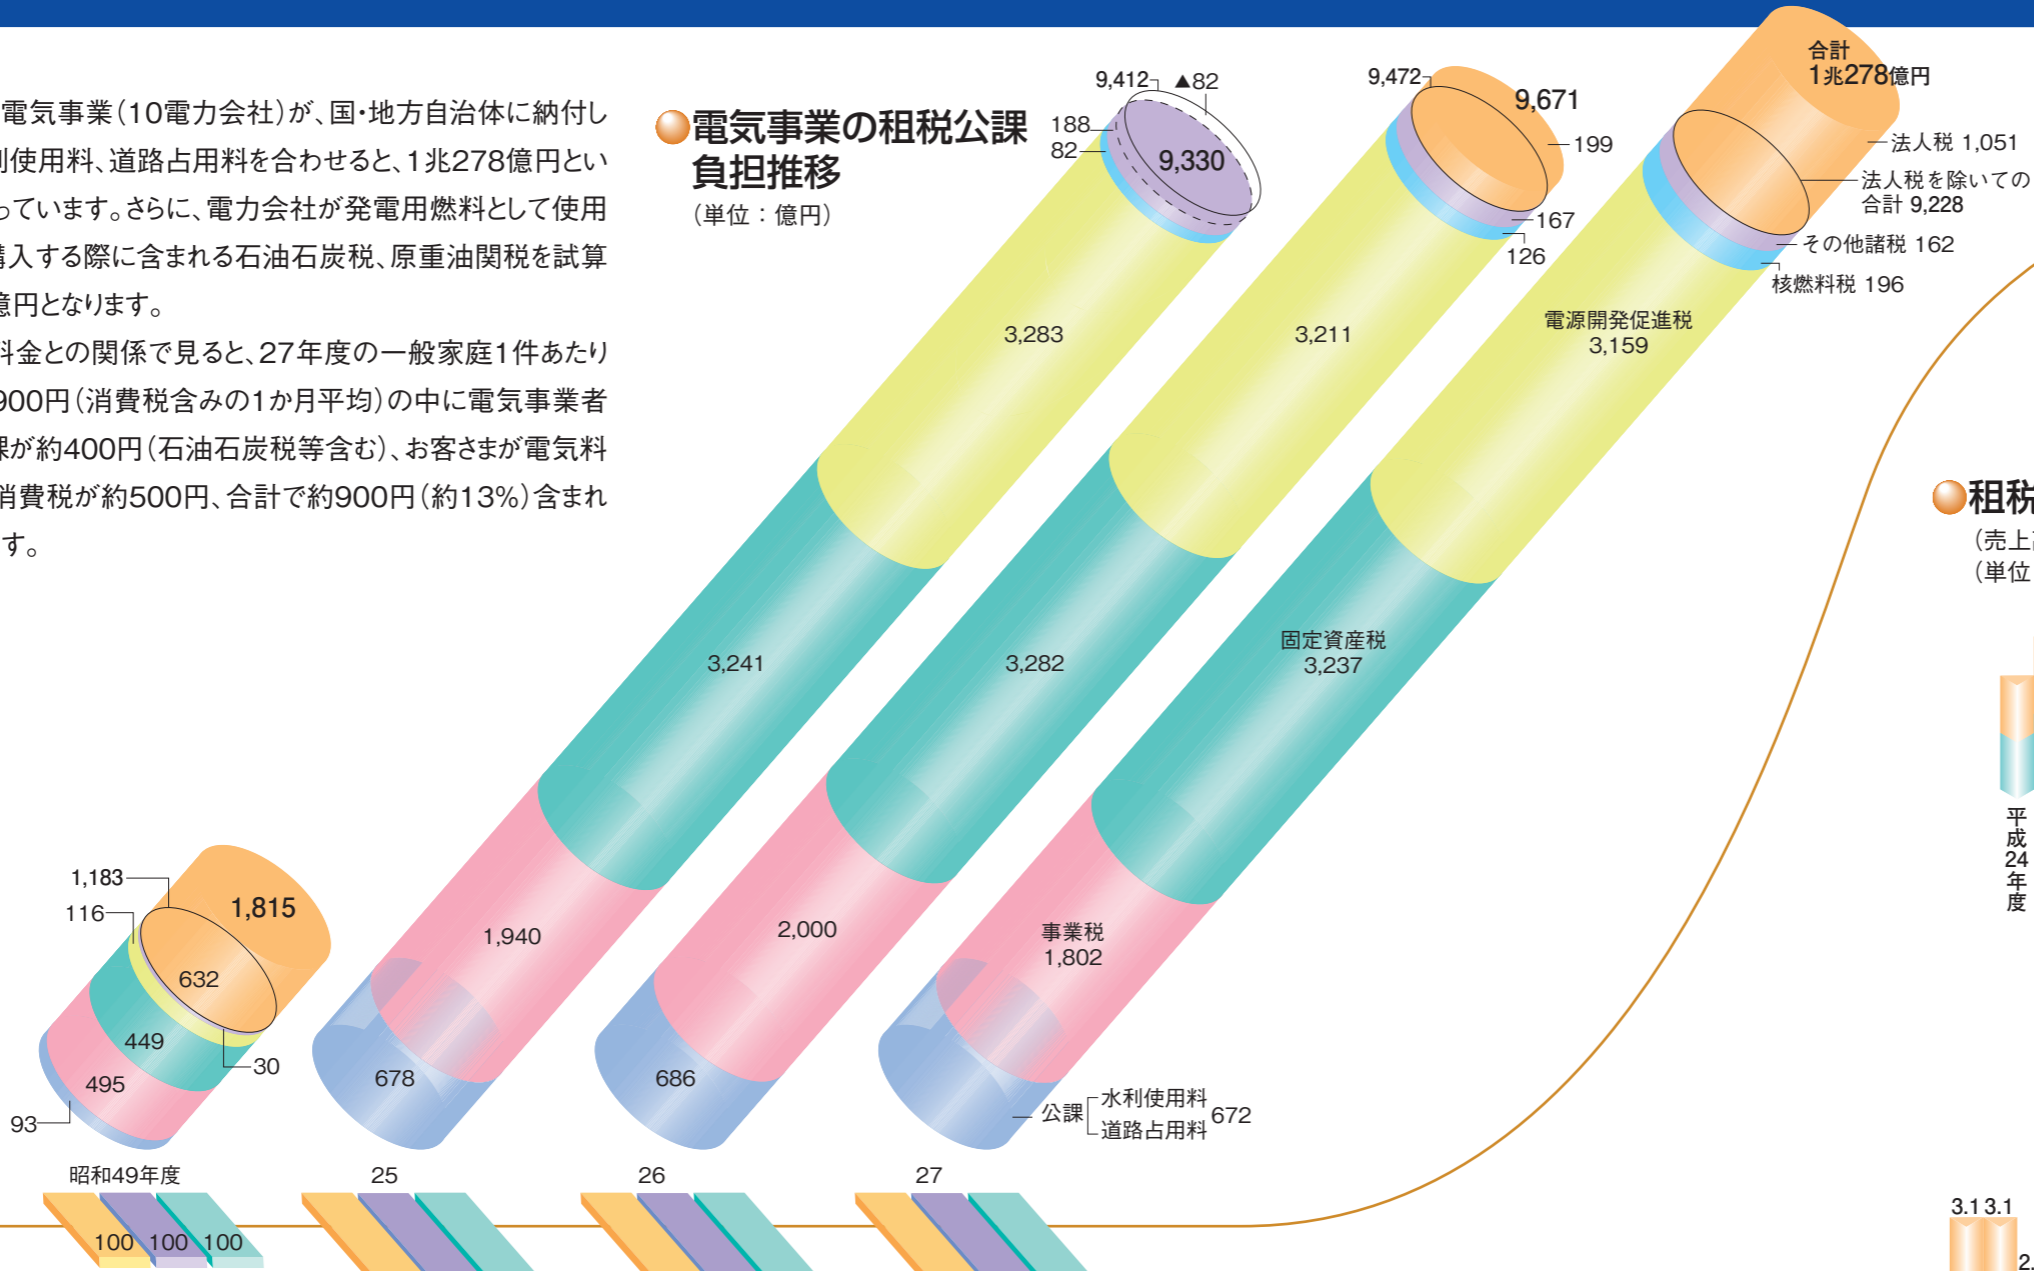 電気事業（10電力会社）が、国・地方自治体に納付し
利使用料、道路占用料を合わせると、1兆278億円とい
っています。さらに、電力会社が発電用燃料として使用
購入する際に含まれる石油石炭税、原重油関税を試算
億円となります。
料金との関係で見ると、27年度の一般家庭1件あたり
900円（消費税含みの1か月平均）の中に電気事業者
課が約400円（石油石炭税等含む）、お客さまが電気料
消費税が約500円、合計で約900円（約13%）含まれ
す。
電気事業の租税公課
負担推移
（単位：億円）
9,412
▲82
188
82
9,330
3,283
3,241
1,940
678
9,472
9,671
199
167
126
3,211
3,282
2,000
686
合計
1兆278億円
法人税 1,051
法人税を除いての
合計 9,228
その他諸税 162
核燃料税 196
電源開発促進税
3,159
固定資産税
3,237
事業税
1,802
公課
水利使用料
道路占用料
672
1,183
116
1,815
632
449
495
30
93
昭和49年度
25
26
27
100 100 100
租税
（売上
（単位
平成24年度
3.1 3.1
2.